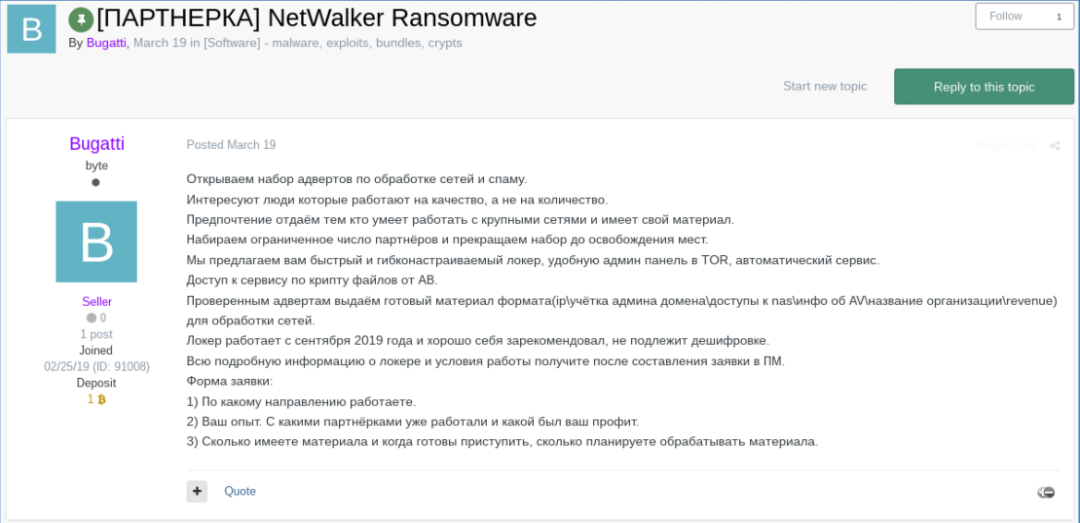 B
[ПАРТНЕРКА] NetWalker Ransomware
Follow 1
By Bugatti, March 19 in [Software] - malware, exploits, bundles, crypts
Start new topic
Reply to this topic
Bugatti
byte
B
Seller
0
1 post
Joined
02/25/19 (ID: 91008)
Deposit
1
Posted March 19
Report post
Открываем набор адвертов по обработке сетей и спаму.
Интересуют люди которые работают на качество, а не на количество.
Предпочтение отдаём тем кто умеет работать с крупными сетями и имеет свой материал.
Набираем ограниченное число партнёров и прекращаем набор до освобождения мест.
Мы предлагаем вам быстрый и гибконастраиваемый локер, удобную админ панель в TOR, автоматический сервис.
Доступ к сервису по крипту файлов от АВ.
Проверенным адвертам выдаём готовый материал формата(ip\учётка админа домена\доступы к nas\инфо об AV\название организации\revenue)
для обработки сетей.
Локер работает с сентября 2019 года и хорошо себя зарекомендовал, не подлежит дешифровке.
Всю подробную информацию о локере и условия работы получите после составления заявки в ПМ.
Форма заявки:
1) По какому направлению работаете.
2) Ваш опыт. С какими партнёрками уже работали и какой был ваш профит.
3) Сколько имеете материала и когда готовы приступить, сколько планируете обрабатывать материала.
+ Quote